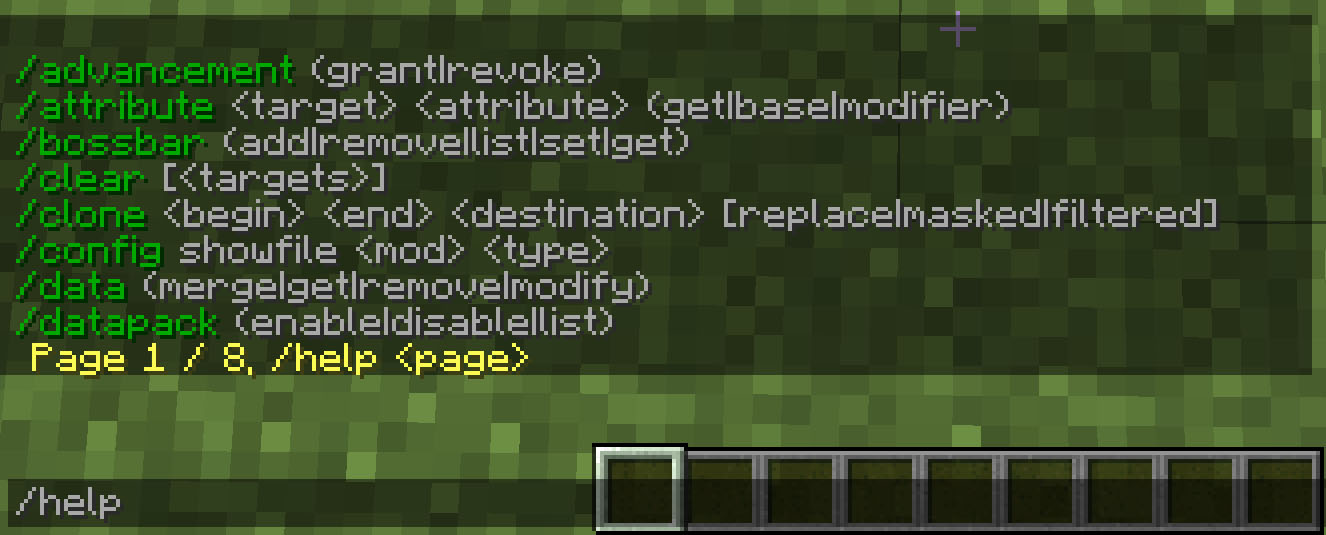 /advancement (grant|revoke)
/attribute <target> <attribute> (get|base|modifier)
/bossbar (add|remove|list|set|get)
/clear [<targets>]
/clone <begin> <end> <destination> [replace|masked|filtered]
/config showfile <mod> <type>
/data (merge|get|remove|modify)
/datapack (enable|disable|list)
Page 1 / 8, /help <page>
/help